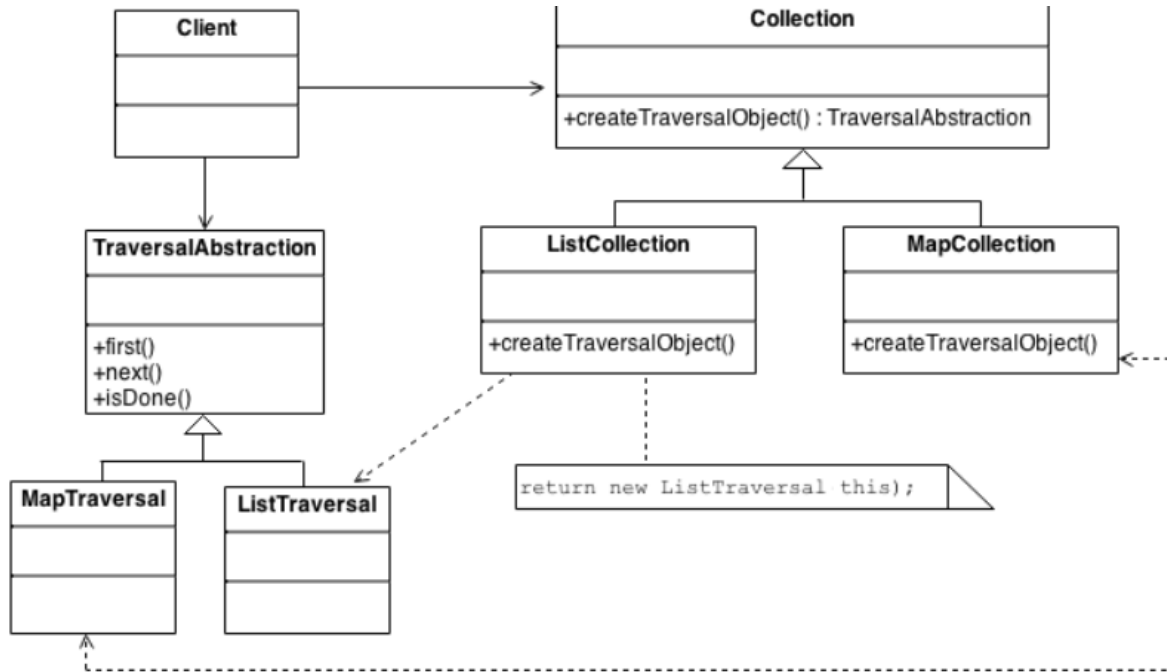 Client
Collection
+createTraversalObject() : TraversalAbstraction
TraversalAbstraction
+first()
+next()
+isDone()
ListCollection
+createTraversalObject()
MapCollection
+createTraversalObject()
MapTraversal
ListTraversal
return new ListTraversal this);